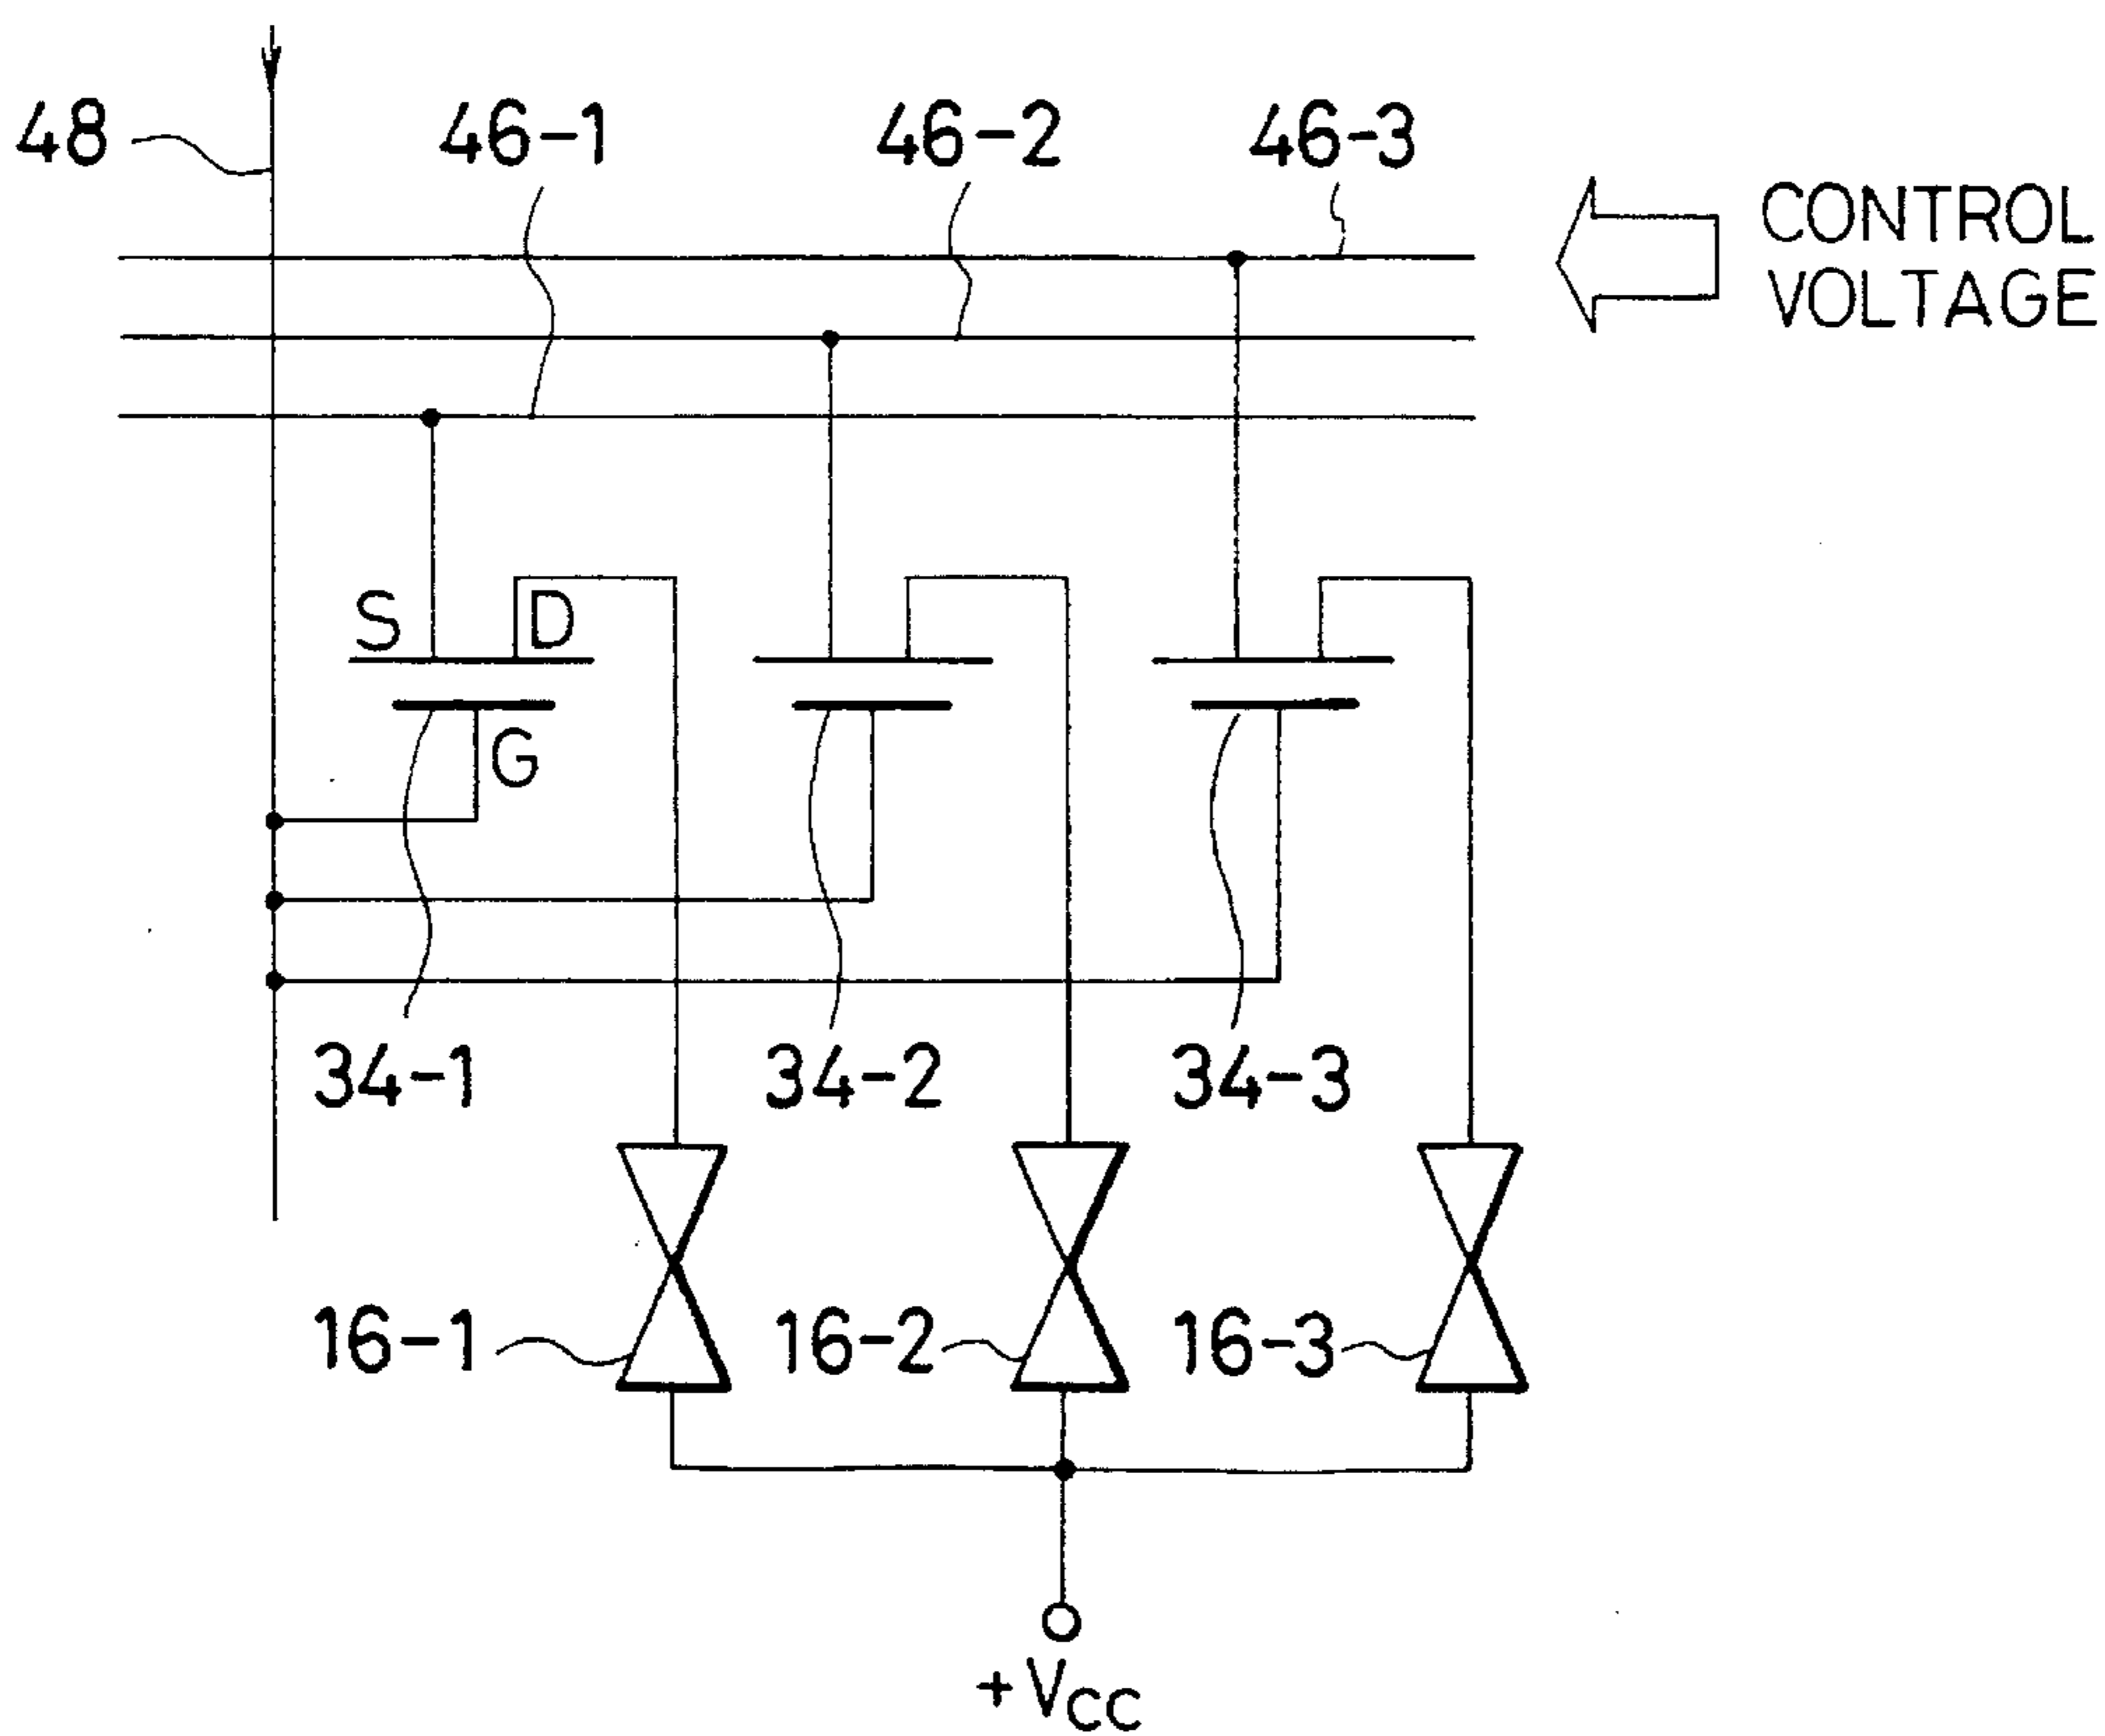 48
46-1
46-2
46-3
CONTROL
VOLTAGE
S
D
G
34-1
34-2
34-3
16-1
16-2
16-3
+VCC